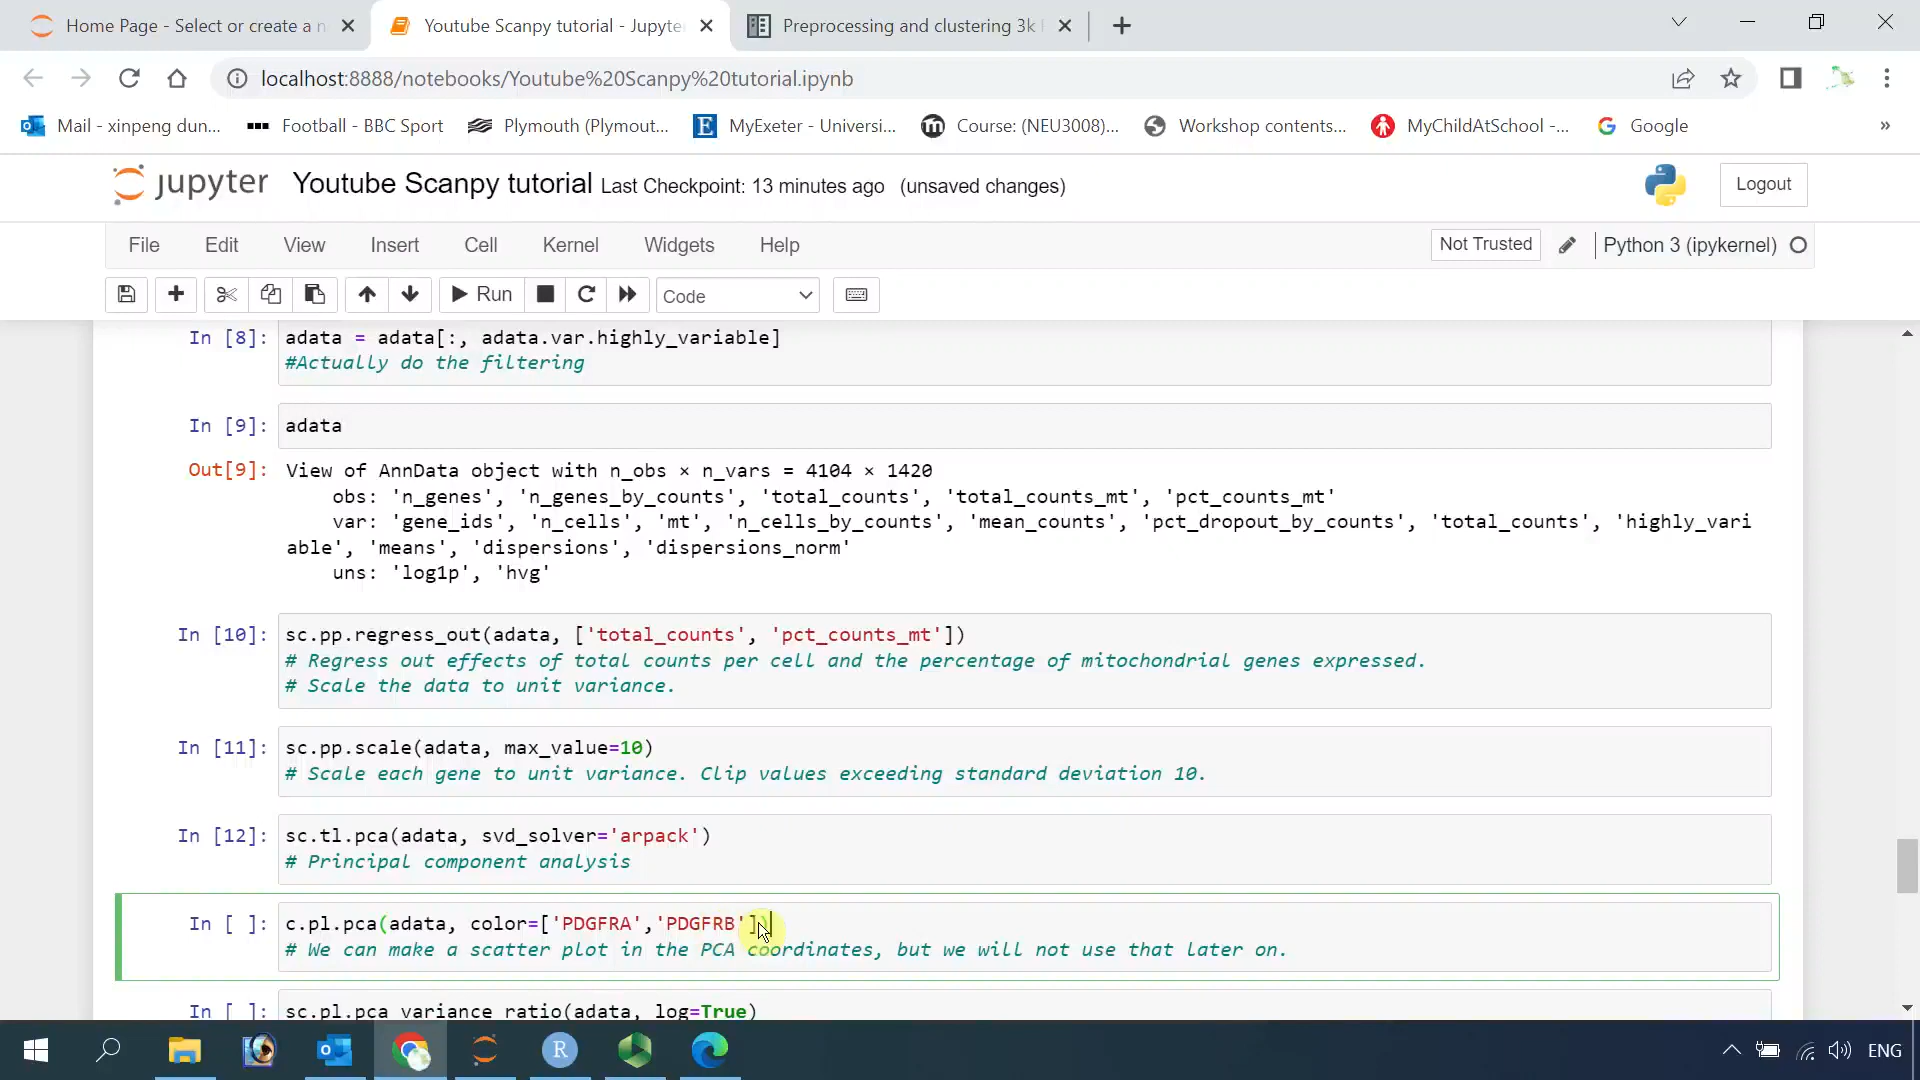 Home Page - Select or create a n
Youtube Scanpy tutorial - Jupyte
Preprocessing and clustering 3k
localhost:8888/notebooks/Youtube%20Scanpy%20tutorial.ipynb
Mail - xinpeng dun...
Football - BBC Sport
Plymouth (Plymout...
MyExeter - Universi...
Course: (NEU3008)...
Workshop contents...
MyChildAtSchool -...
Google
»
jupyter Youtube Scanpy tutorial Last Checkpoint: 13 minutes ago (unsaved changes)
Logout
File Edit View Insert Cell Kernel Widgets Help
Not Trusted
Python 3 (ipykernel)
Run
Code
In [8]: adata = adata[:, adata.var.highly_variable]
#Actually do the filtering
In [9]: adata
Out[9]: View of AnnData object with n_obs × n_vars = 4104 × 1420
obs: 'n_genes', 'n_genes_by_counts', 'total_counts', 'total_counts_mt', 'pct_counts_mt'
var: 'gene_ids', 'n_cells', 'mt', 'n_cells_by_counts', 'mean_counts', 'pct_dropout_by_counts', 'total_counts', 'highly_vari
able', 'means', 'dispersions', 'dispersions_norm'
uns: 'log1p', 'hvg'
In [10]: sc.pp.regress_out(adata, ['total_counts', 'pct_counts_mt'])
# Regress out effects of total counts per cell and the percentage of mitochondrial genes expressed.
# Scale the data to unit variance.
In [11]: sc.pp.scale(adata, max_value=10)
# Scale each gene to unit variance. Clip values exceeding standard deviation 10.
In [12]: sc.tl.pca(adata, svd_solver='arpack')
# Principal component analysis
In [ ]: c.pl.pca(adata, color=['PDGFRA','PDGFRB'])
# We can make a scatter plot in the PCA coordinates, but we will not use that later on.
In [ ]: sc.pl.pca_variance_ratio(adata, log=True)
R
ENG